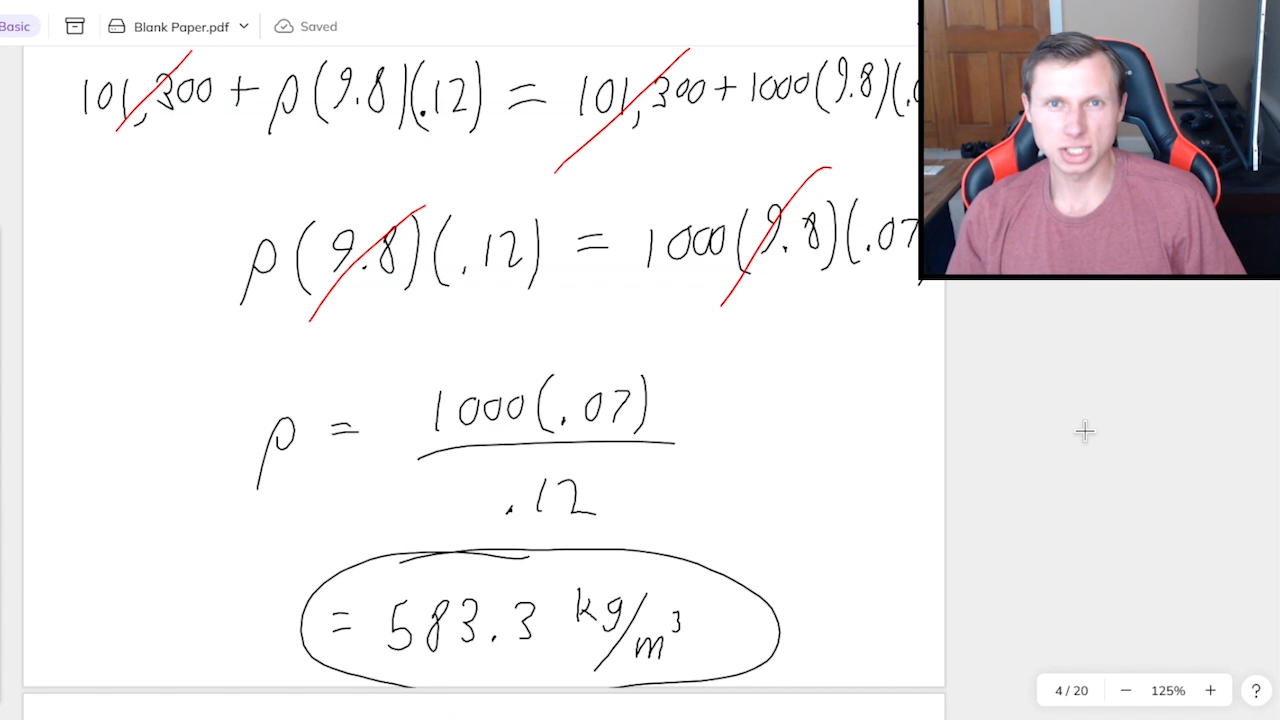 Basic Blank Paper.pdf Saved
101,300 + ρ(9.8)(.12) = 101,300 + 1000(9.8)(.0
ρ(9.8)(.12) = 1000(9.8)(.07
ρ = 1000(.07)
.12
= 583.3 kg/m³
4 / 20 125% ?